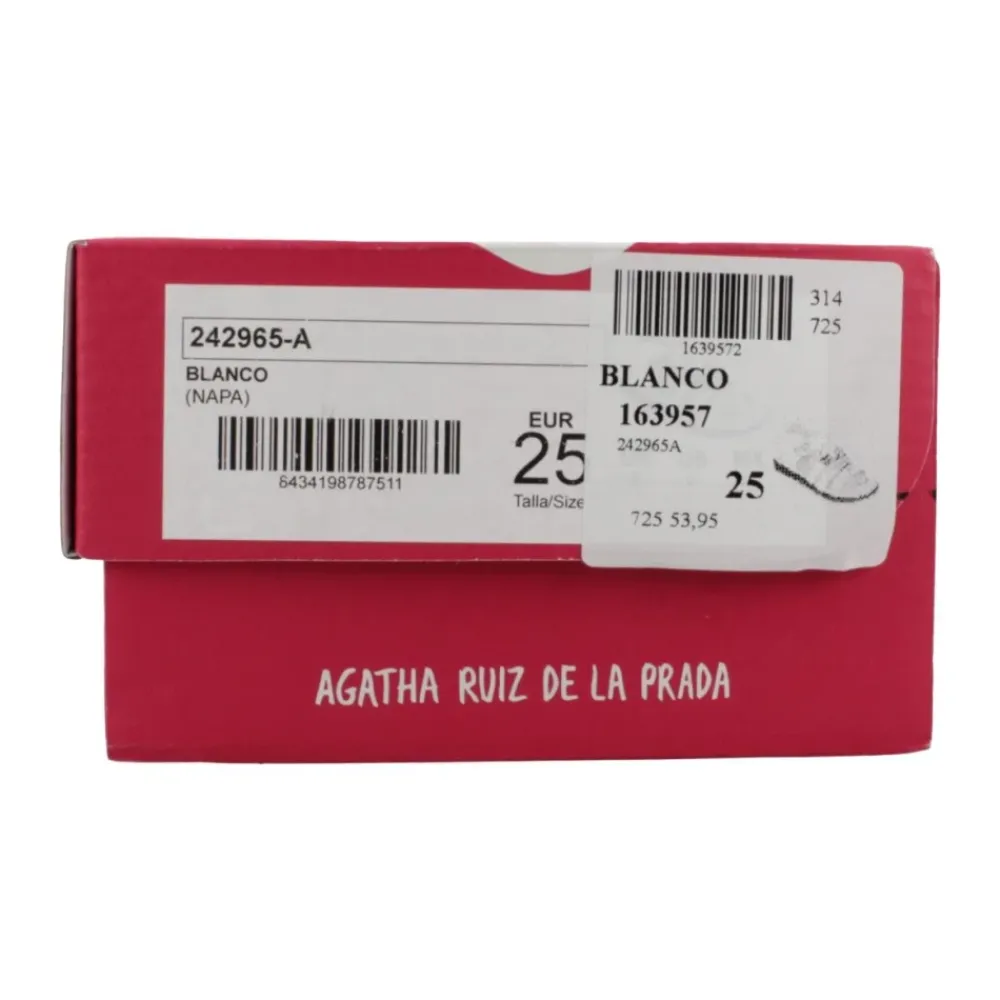 242965-A
BLANCO
(NAPA)
8434198787511
EUR
25
Talla/Size
314
725
1639572
BLANCO
163957
242965A
25
725 53,95
AGATHA RUIZ DE LA PRADA